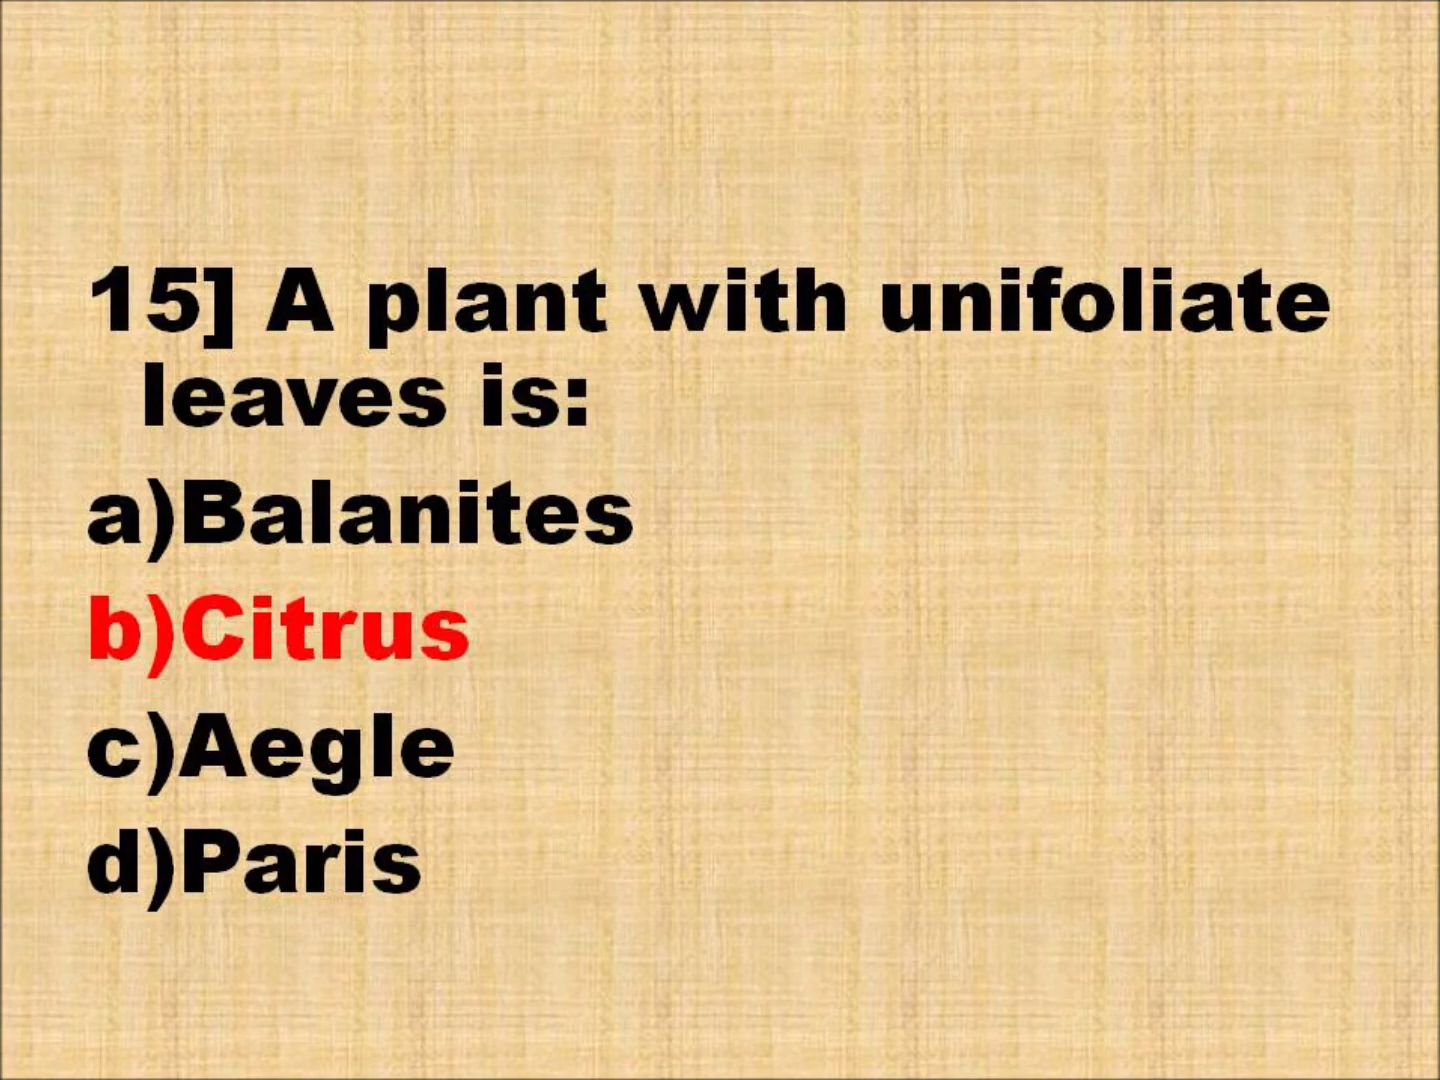 15] A plant with unifoliate
leaves is:
a)Balanites
b)Citrus
c)Aegle
d)Paris